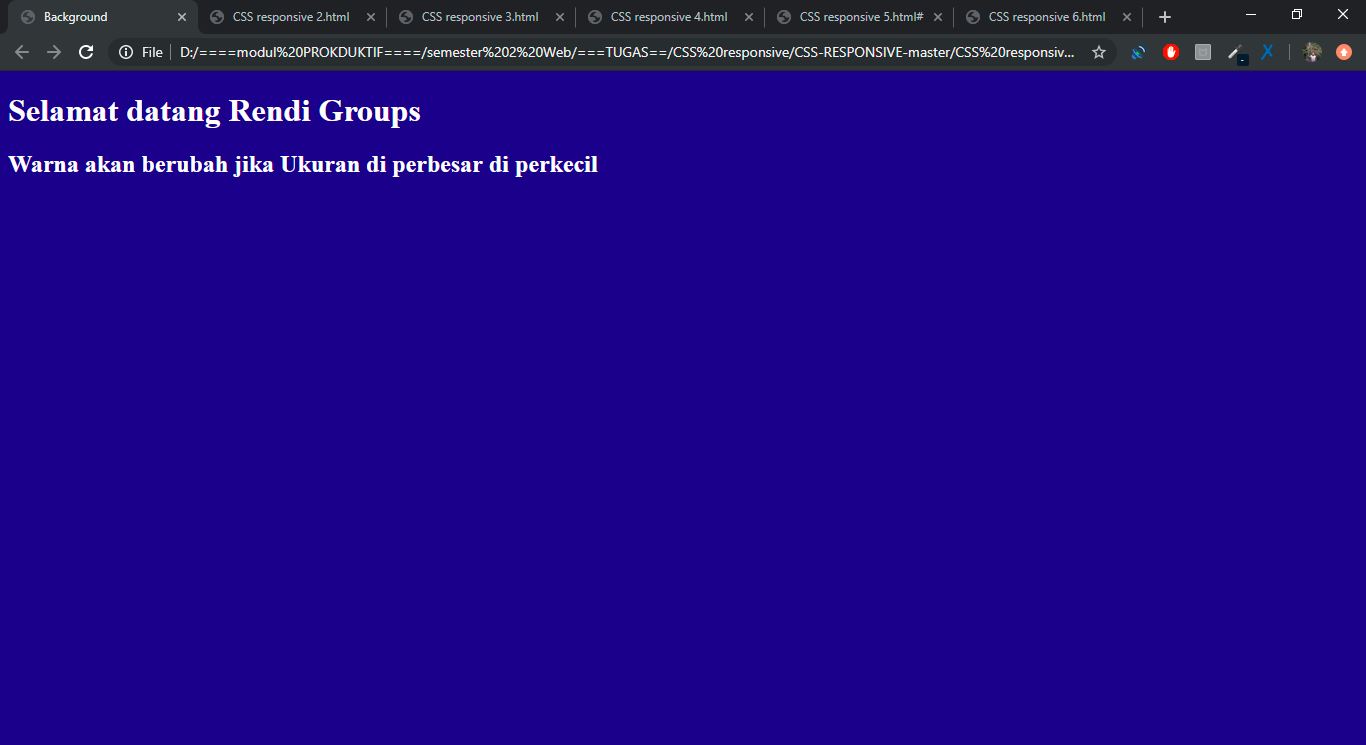 Background
CSS responsive 2.html
CSS responsive 3.html
CSS responsive 4.html
CSS responsive 5.html#
CSS responsive 6.html
File
D:/====modul%20PROKDUKTIF====/semester%202%20Web/===TUGAS==/CSS%20responsive/CSS-RESPONSIVE-master/CSS%20responsiv...
Selamat datang Rendi Groups
Warna akan berubah jika Ukuran di perbesar di perkecil